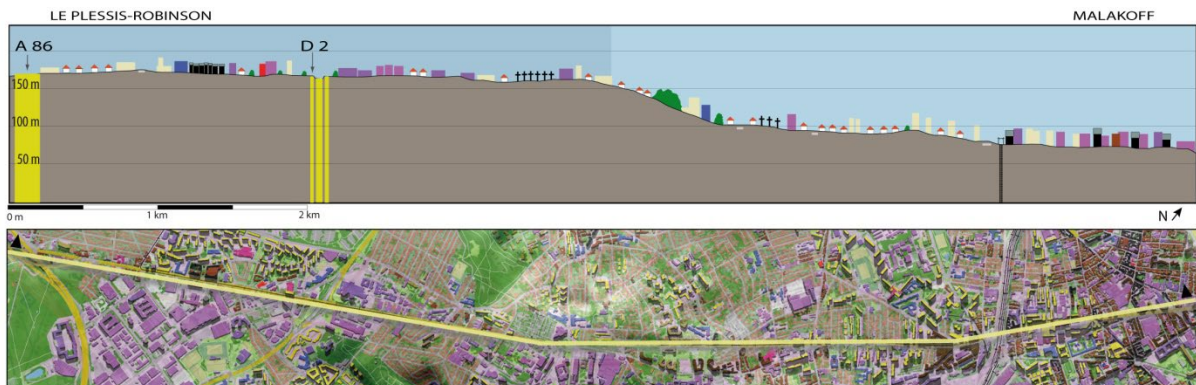 LE PLESSIS-ROBINSON
MALAKOFF
A 86
D 2
150 m
100 m
50 m
0 m
1 km
2 km
N